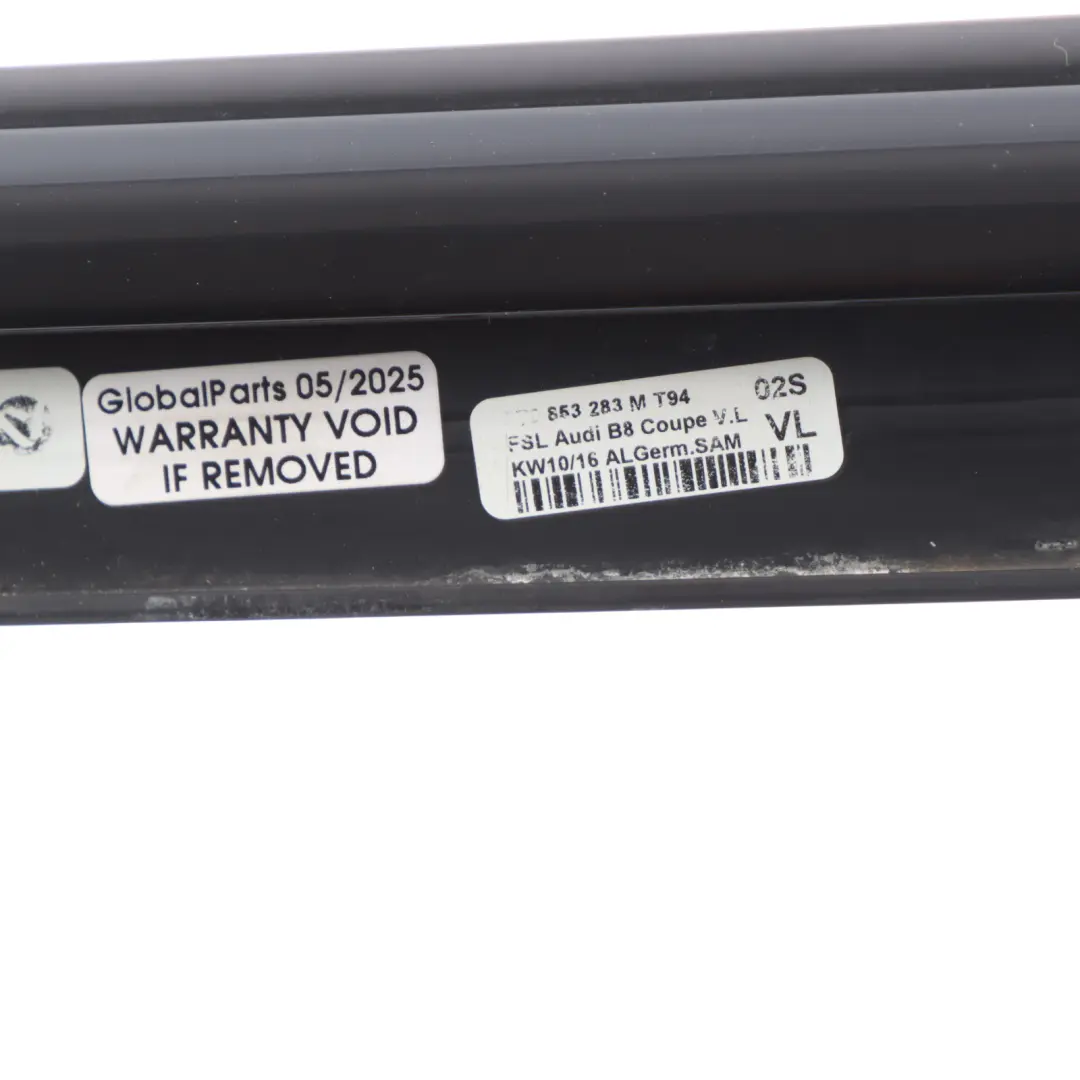 GlobalParts 05/2025
WARRANTY VOID
IF REMOVED
853 283 M T94 02S
FSL Audi B8 Coupe V.L VL
KW10/16 ALGerm.SAM